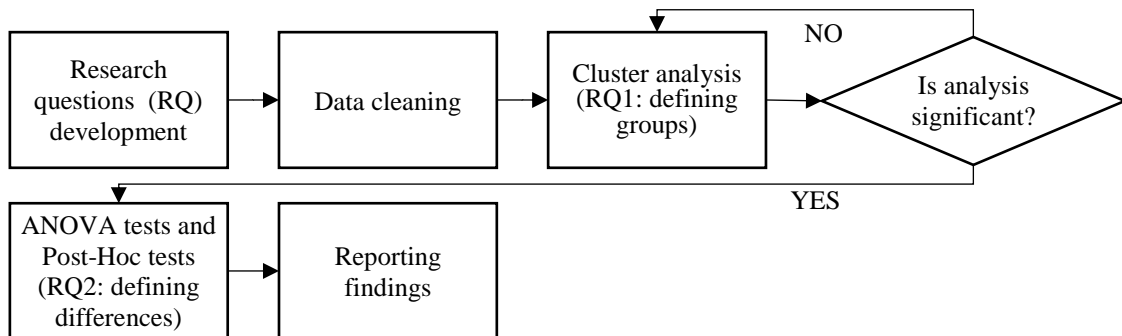 Research
questions (RQ)
development
Data cleaning
Cluster analysis
(RQ1: defining
groups)
NO
Is analysis
significant?
YES
ANOVA tests and
Post-Hoc tests
(RQ2: defining
differences)
Reporting
findings